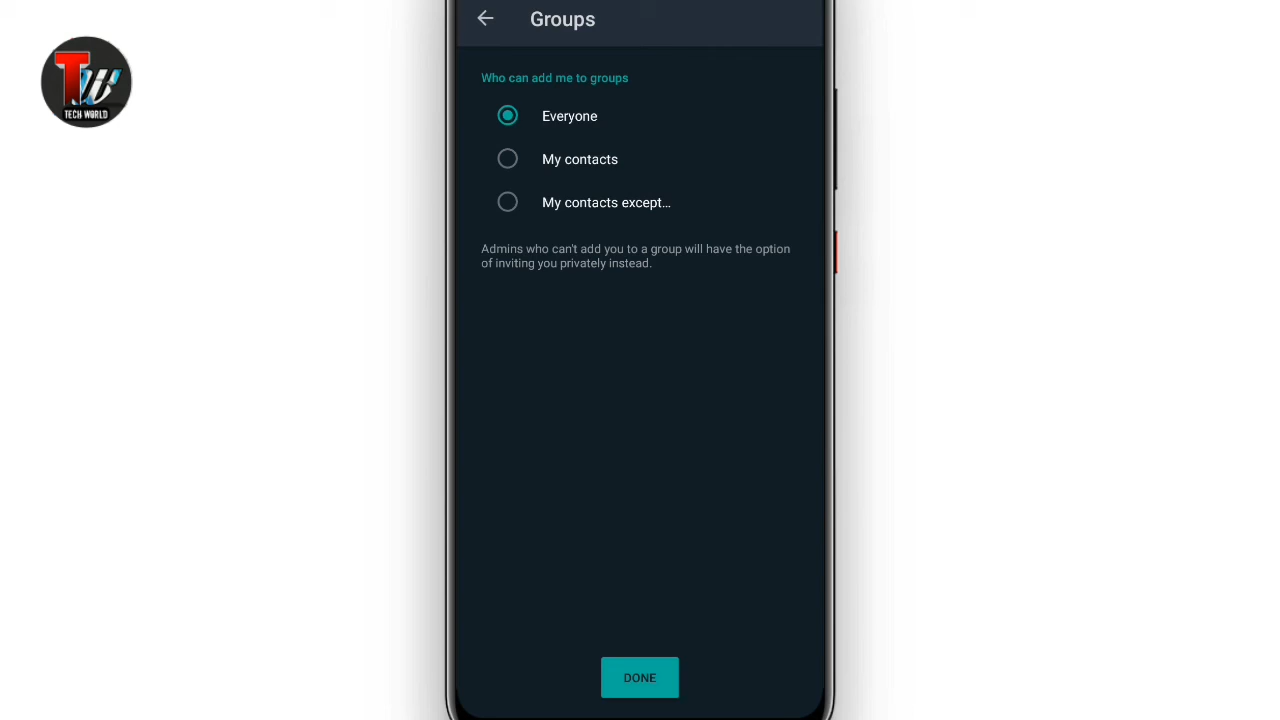 Groups
TW
TECH WORLD
Who can add me to groups
Everyone
My contacts
My contacts except...
Admins who can't add you to a group will have the option
of inviting you privately instead.
DONE